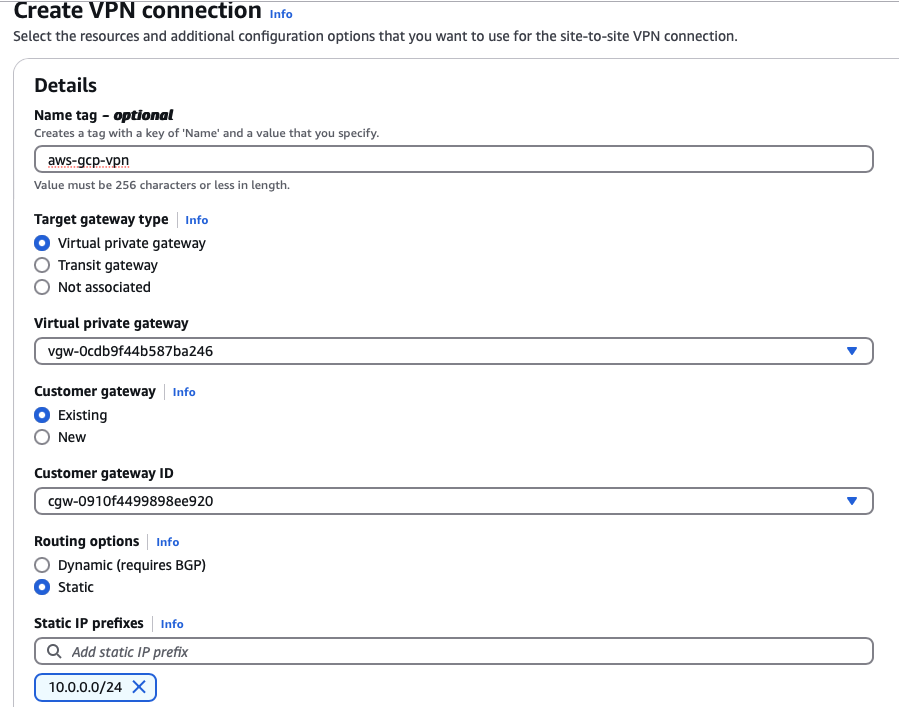 Create VPN connection Info
Select the resources and additional configuration options that you want to use for the site-to-site VPN connection.
Details
Name tag – optional
Creates a tag with a key of 'Name' and a value that you specify.
aws-gcp-vpn
Value must be 256 characters or less in length.
Target gateway type Info
Virtual private gateway
Transit gateway
Not associated
Virtual private gateway
vgw-0cdb9f44b587ba246
Customer gateway Info
Existing
New
Customer gateway ID
cgw-0910f4499898ee920
Routing options Info
Dynamic (requires BGP)
Static
Static IP prefixes Info
Add static IP prefix
10.0.0.0/24